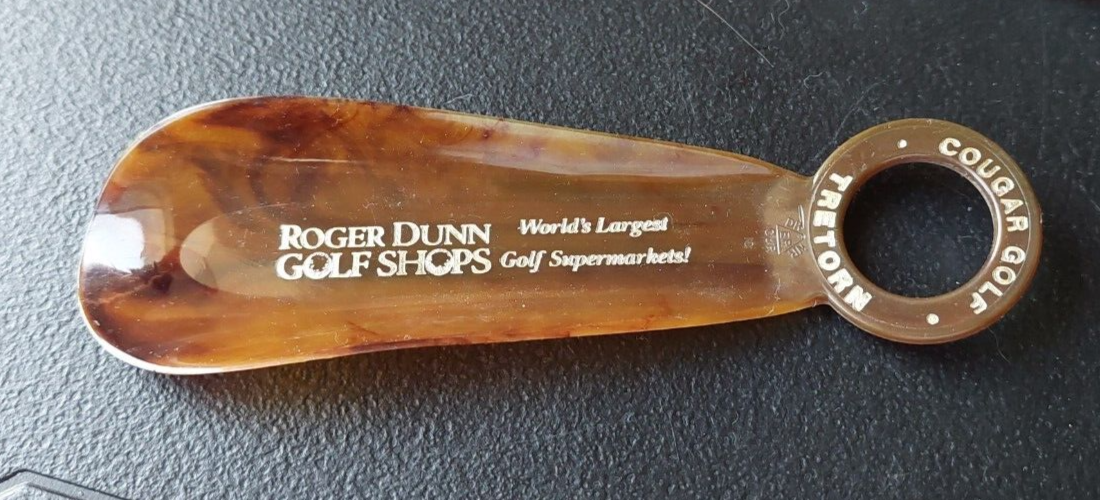 ROGER DUNN
GOLF SHOPS
World's Largest
Golf Supermarkets!
COUGAR GOLF
TRETORN